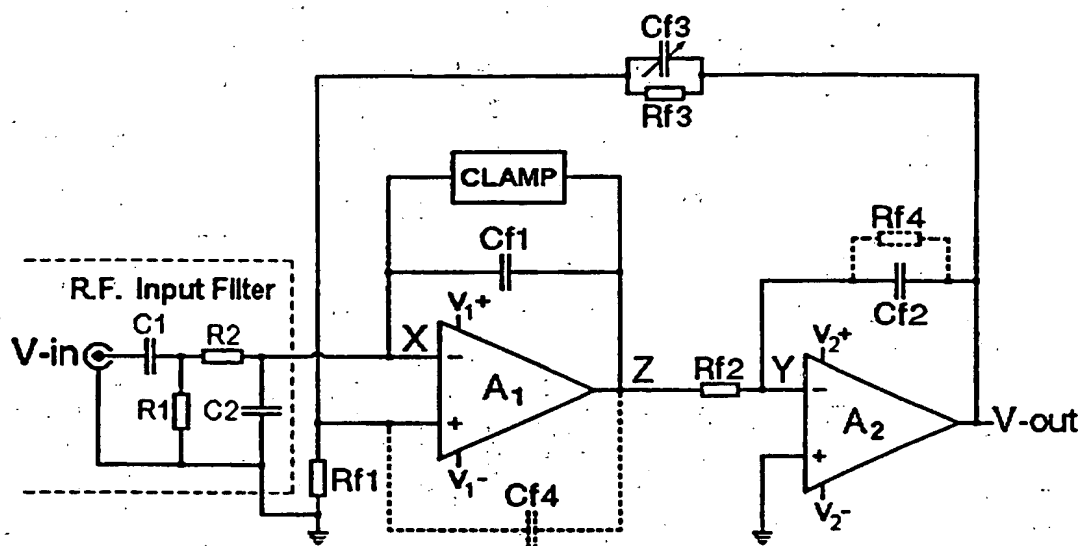 Cf3
Rf3
CLAMP
Cf1
Rf4
Cf2
R.F. Input Filter
V1+
V2+
C1
R2
X
V-in
R1
C2
A1
Z
Rf2
Y
A2
V-out
V1-
V2-
Rf1
Cf4